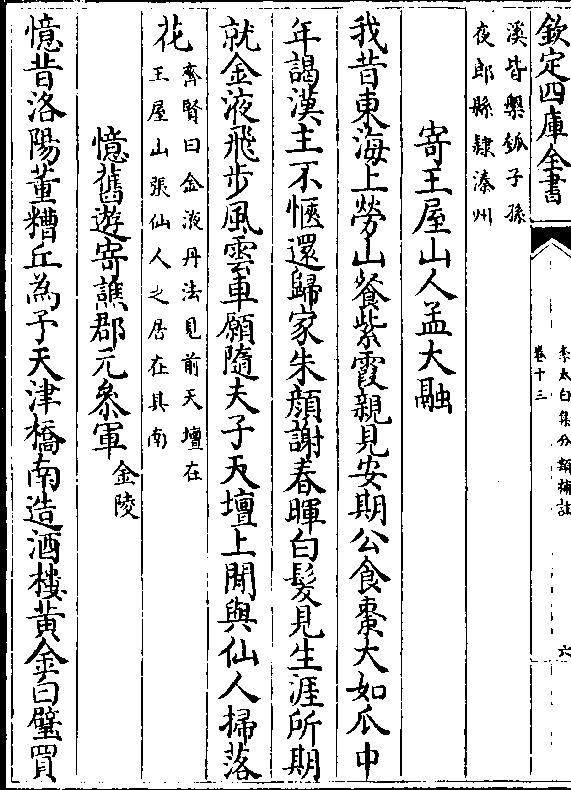 欽定四庫全書
李太白集分類補註
卷十三
六
溪皆槃瓠子孫
夜郎縣隸溱州
寄王屋山人孟大融
我昔東海上勞山餐紫霞親見安期公食棗大如瓜中
年謁漢主不愜還歸家朱顔謝春暉白髪見生涯所期
就金液飛步風雲車願隨夫子天壇上閒與仙人掃落
花
齊賢曰金液丹法見前天壇在
王屋山張仙人之居在其南
憶舊遊寄譙郡元參軍
金陵
憶昔洛陽董糟丘為予天津橋南造酒樓黄金白璧買